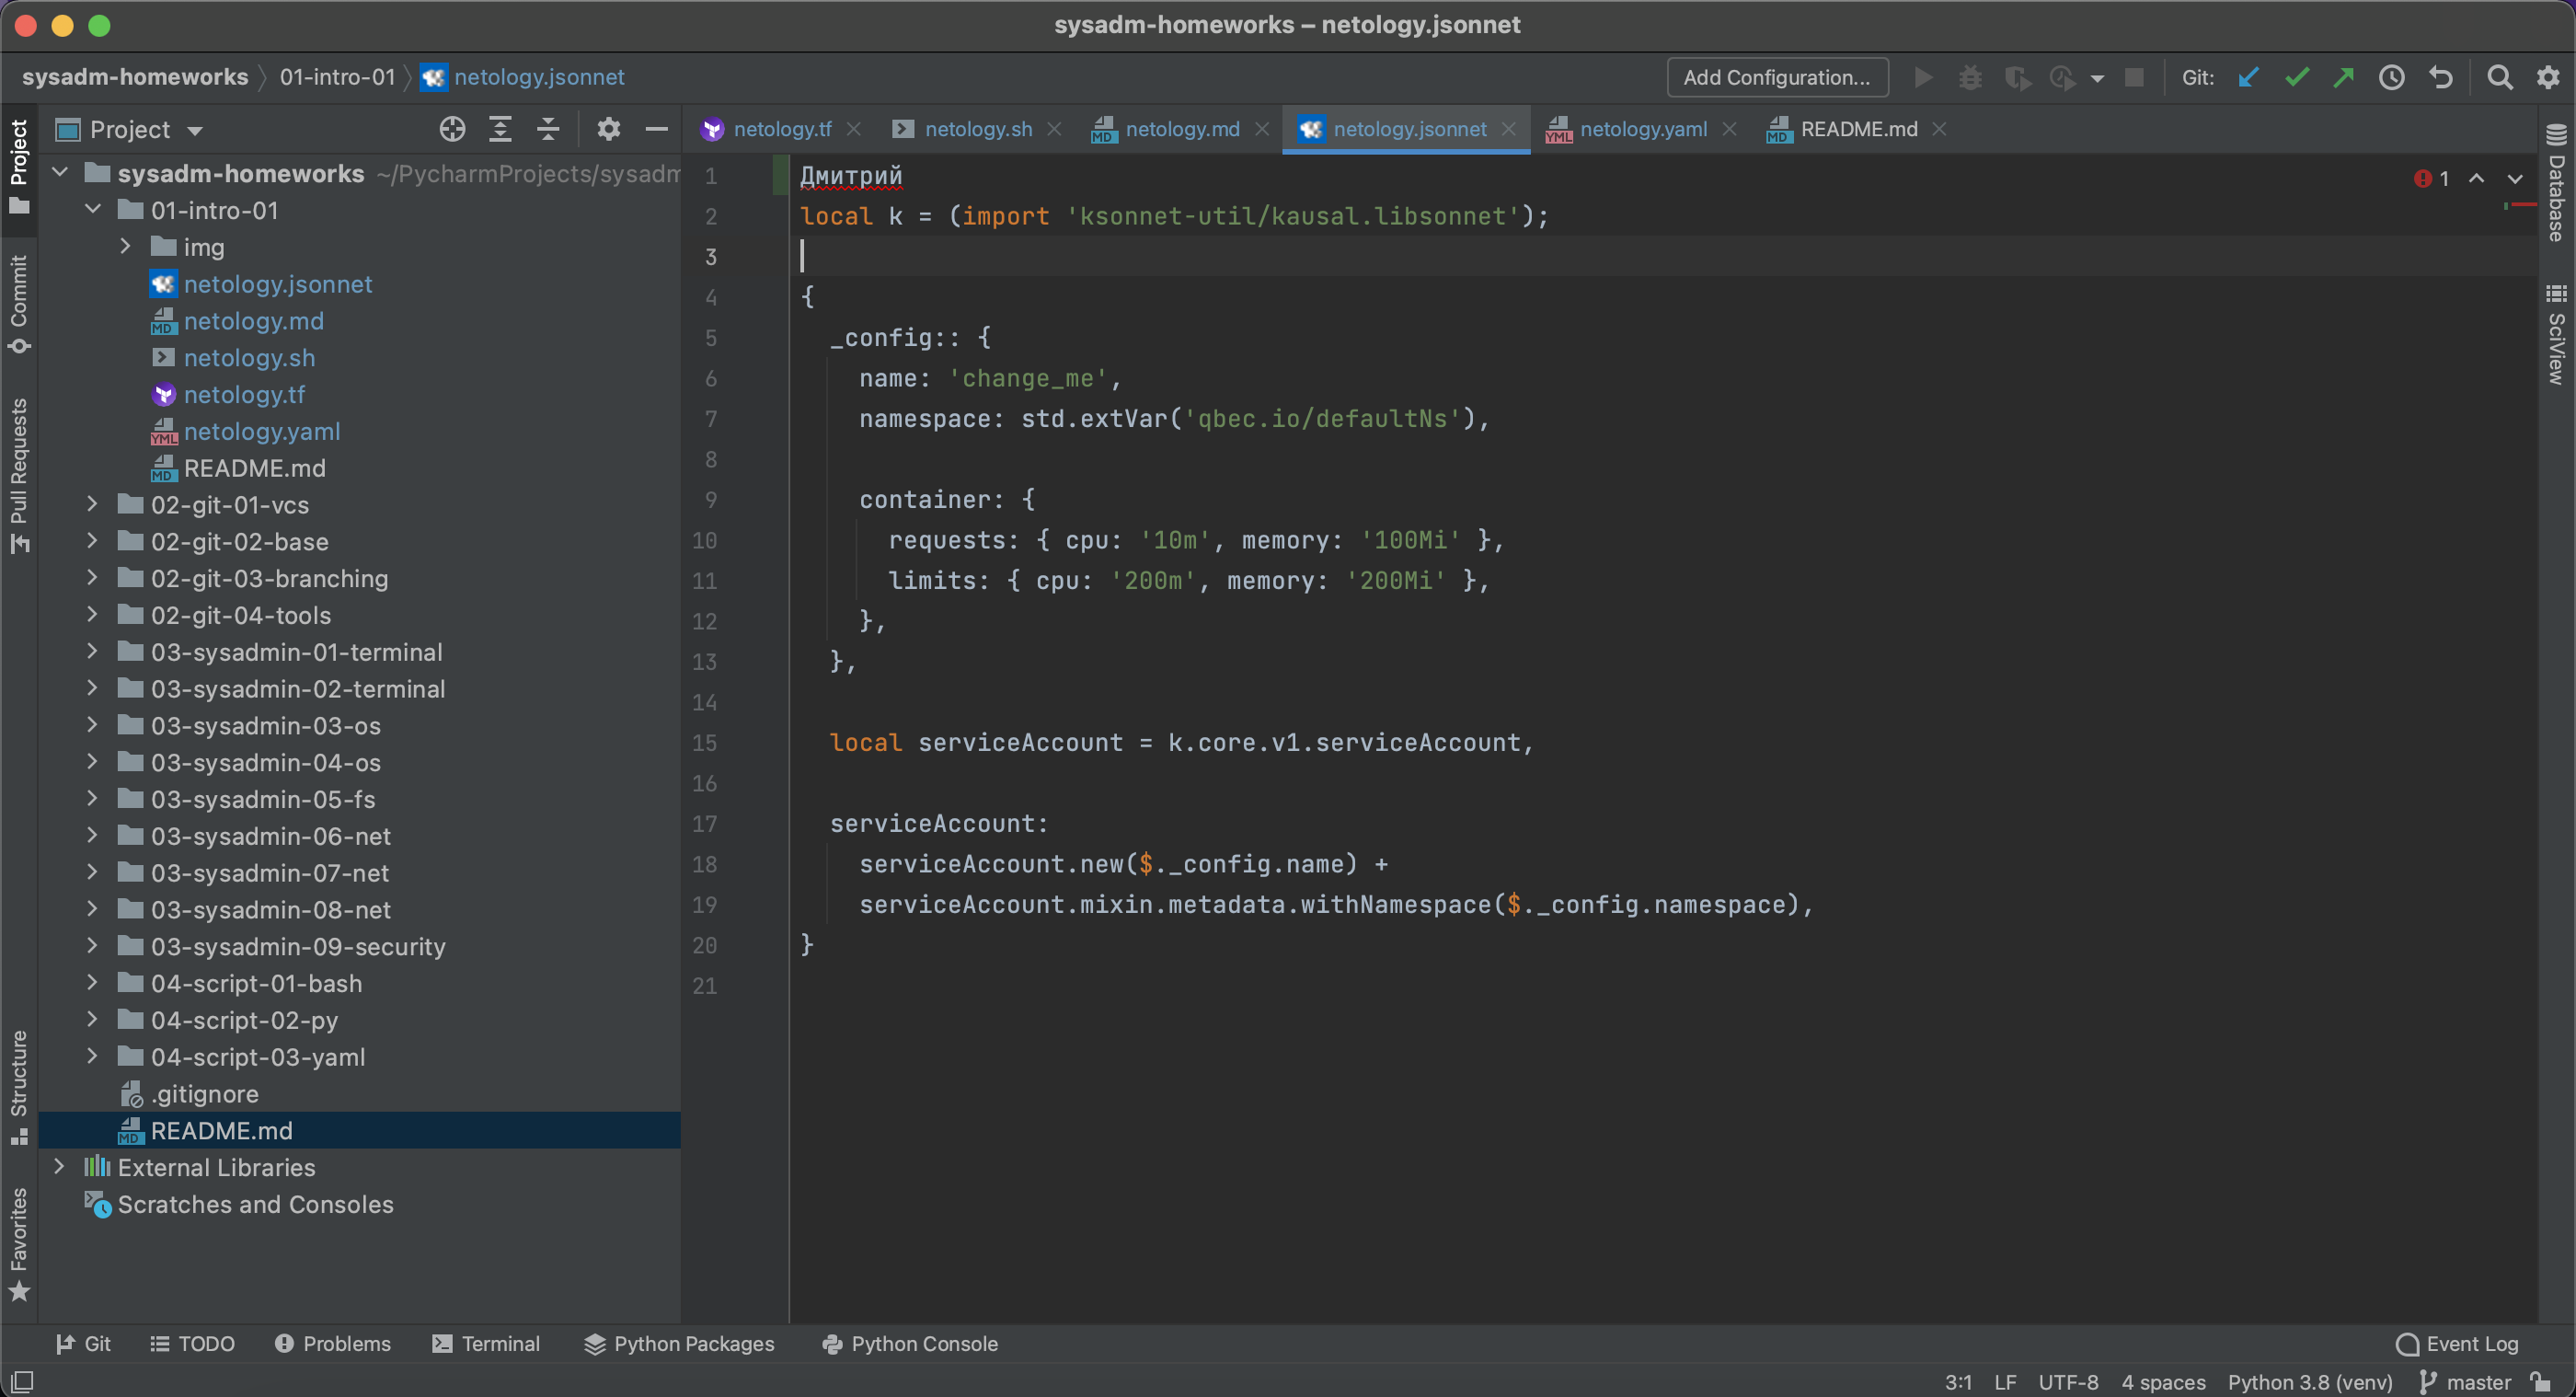 sysadm-homeworks – netology.jsonnet
sysadm-homeworks 01-intro-01 netology.jsonnet
Add Configuration...
Git:
Project
Commit
Pull Requests
Structure
Favorites
Project
sysadm-homeworks ~/PycharmProjects/sysadm
01-intro-01
img
netology.jsonnet
netology.md
netology.sh
netology.tf
netology.yaml
README.md
02-git-01-vcs
02-git-02-base
02-git-03-branching
02-git-04-tools
03-sysadmin-01-terminal
03-sysadmin-02-terminal
03-sysadmin-03-os
03-sysadmin-04-os
03-sysadmin-05-fs
03-sysadmin-06-net
03-sysadmin-07-net
03-sysadmin-08-net
03-sysadmin-09-security
04-script-01-bash
04-script-02-py
04-script-03-yaml
.gitignore
README.md
External Libraries
Scratches and Consoles
netology.tf netology.sh netology.md netology.jsonnet netology.yaml README.md
1 Дмитрий
2 local k = (import 'ksonnet-util/kausal.libsonnet');
3
4 {
5 _config:: {
6 name: 'change_me',
7 namespace: std.extVar('qbec.io/defaultNs'),
8
9 container: {
10 requests: { cpu: '10m', memory: '100Mi' },
11 limits: { cpu: '200m', memory: '200Mi' },
12 },
13 },
14
15 local serviceAccount = k.core.v1.serviceAccount,
16
17 serviceAccount:
18 serviceAccount.new($._config.name) +
19 serviceAccount.mixin.metadata.withNamespace($._config.namespace),
20 }
21
1
Database
SciView
Git TODO Problems Terminal Python Packages Python Console Event Log
3:1 LF UTF-8 4 spaces Python 3.8 (venv) master